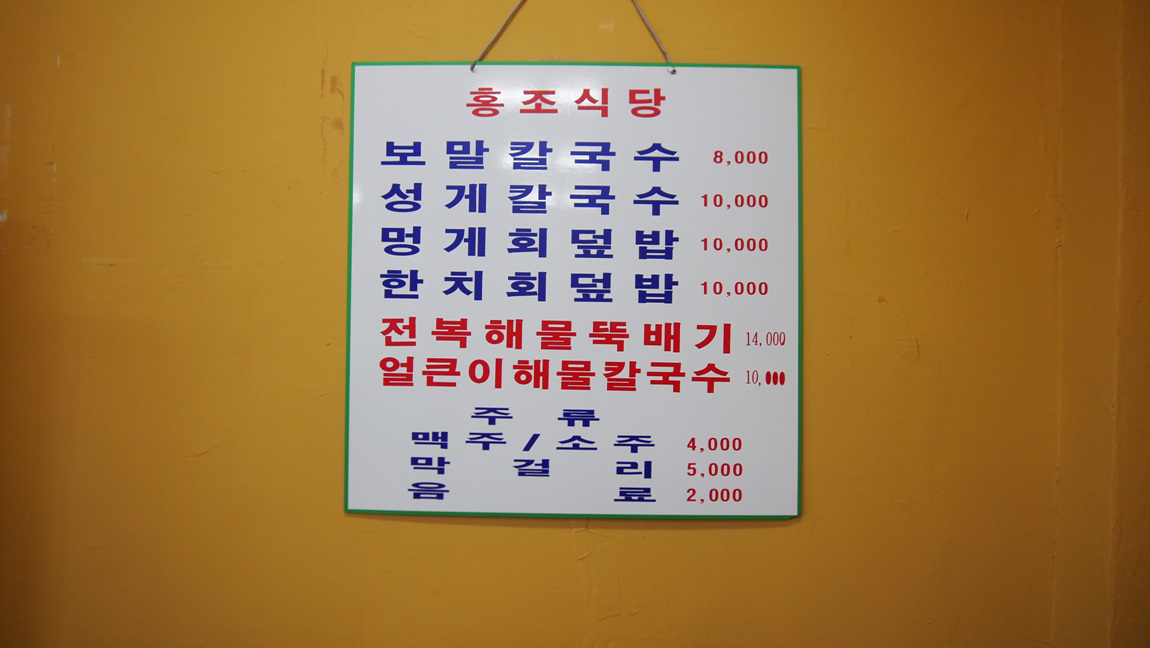 홍조식당
보말칼국수 8,000
성게칼국수 10,000
멍게회덮밥 10,000
한치회덮밥 10,000
전복해물뚝배기 14,000
얼큰이해물칼국수 10,000
주류
맥주/소주 4,000
막걸리 5,000
음료 2,000